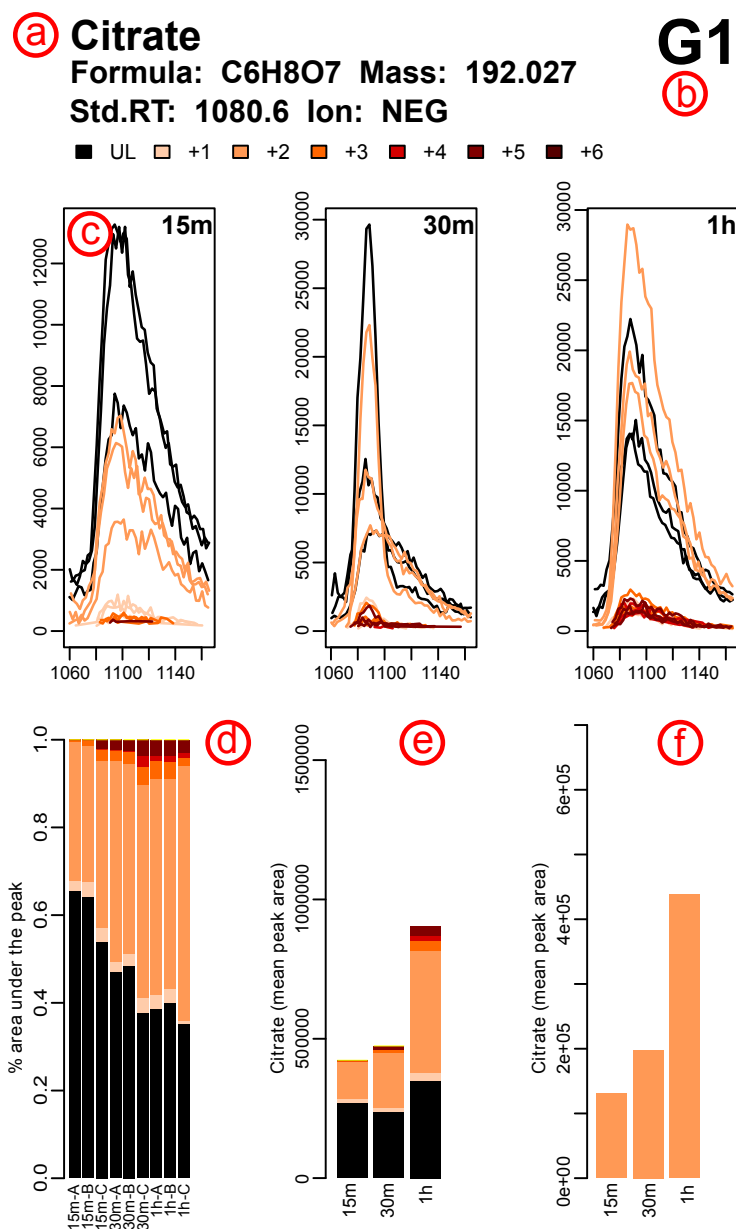 a Citrate G1
Formula: C6H8O7 Mass: 192.027
b
Std.RT: 1080.6 Ion: NEG
UL +1 +2 +3 +4 +5 +6
c 15m
0 2000 4000 6000 8000 10000 12000
1060 1100 1140
30m
0 5000 10000 15000 20000 25000 30000
1060 1100 1140
1h
0 5000 10000 15000 20000 25000 30000
1060 1100 1140
d
% area under the peak
0.0 0.2 0.4 0.6 0.8 1.0
15m-A 15m-B 15m-C 30m-A 30m-B 30m-C 1h-A 1h-B 1h-C
e
Citrate (mean peak area)
0 500000 1000000 1500000
15m 30m 1h
f
Citrate (mean peak area)
0e+00 2e+05 4e+05 6e+05
15m 30m 1h